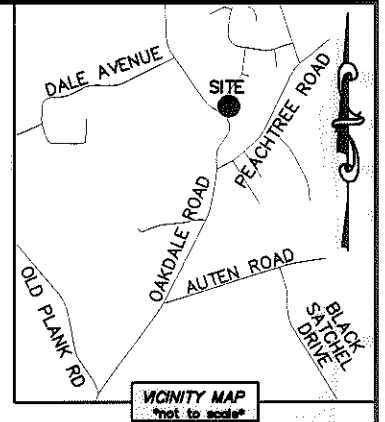 DALE AVENUE
SITE
PEACHTREE ROAD
OAKDALE ROAD
AUTEN ROAD
OLD PLANK RD
BLACK
SATCHEL
DRIVE
VICINITY MAP
*not to scale*